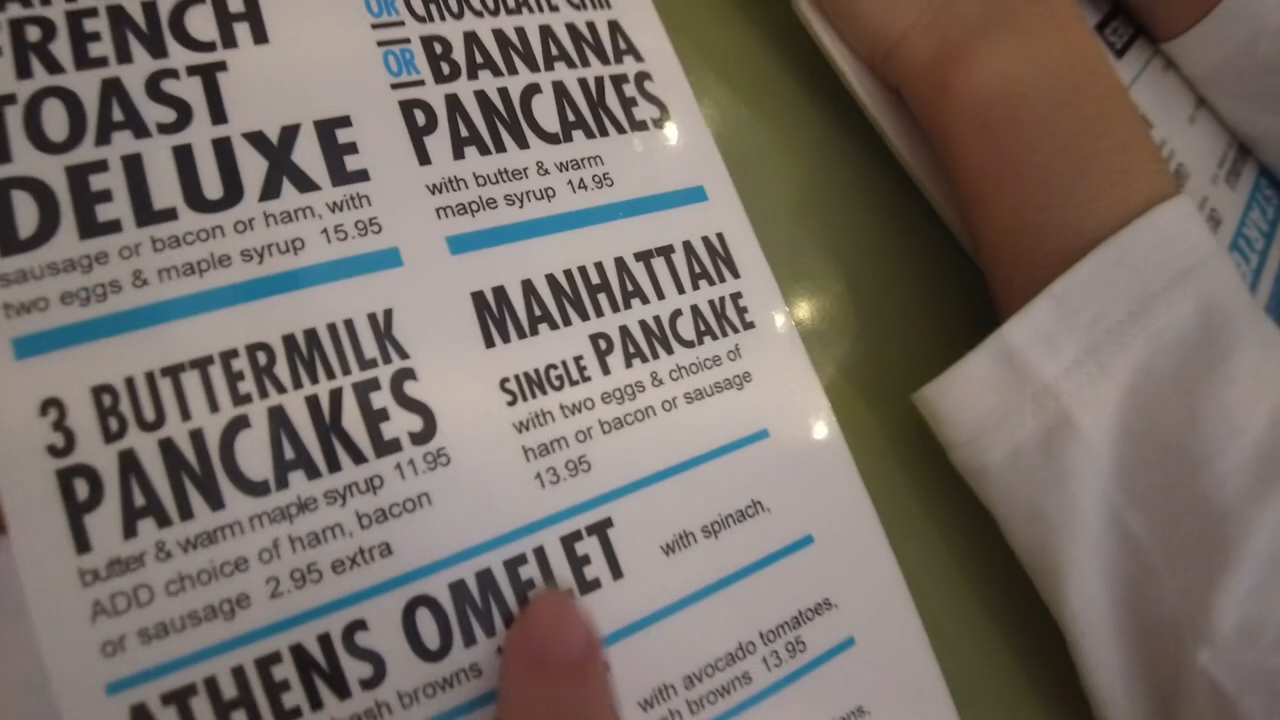 FRENCH
TOAST
DELUXE
sausage or bacon or ham, with
two eggs & maple syrup 15.95
OR CHOCOLATE CHIP
OR BANANA
PANCAKES
with butter & warm
maple syrup 14.95
3 BUTTERMILK
PANCAKES
butter & warm maple syrup 11.95
ADD choice of ham, bacon
or sausage 2.95 extra
MANHATTAN
SINGLE PANCAKE
with two eggs & choice of
ham or bacon or sausage
13.95
ATHENS OMELET with spinach,
hash browns
with avocado tomatoes,
browns 13.95